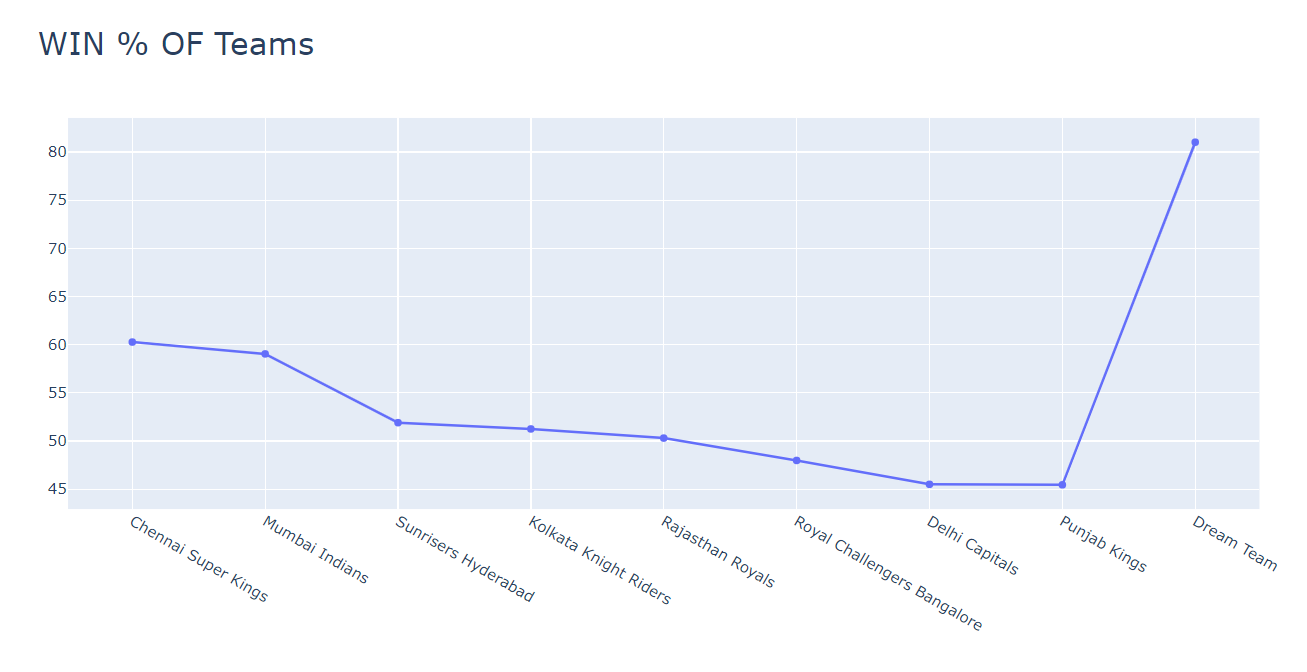 WIN % OF Teams
80
75
70
65
60
55
50
45
Chennai Super Kings
Mumbai Indians
Sunrisers Hyderabad
Kolkata Knight Riders
Rajasthan Royals
Royal Challengers Bangalore
Delhi Capitals
Punjab Kings
Dream Team